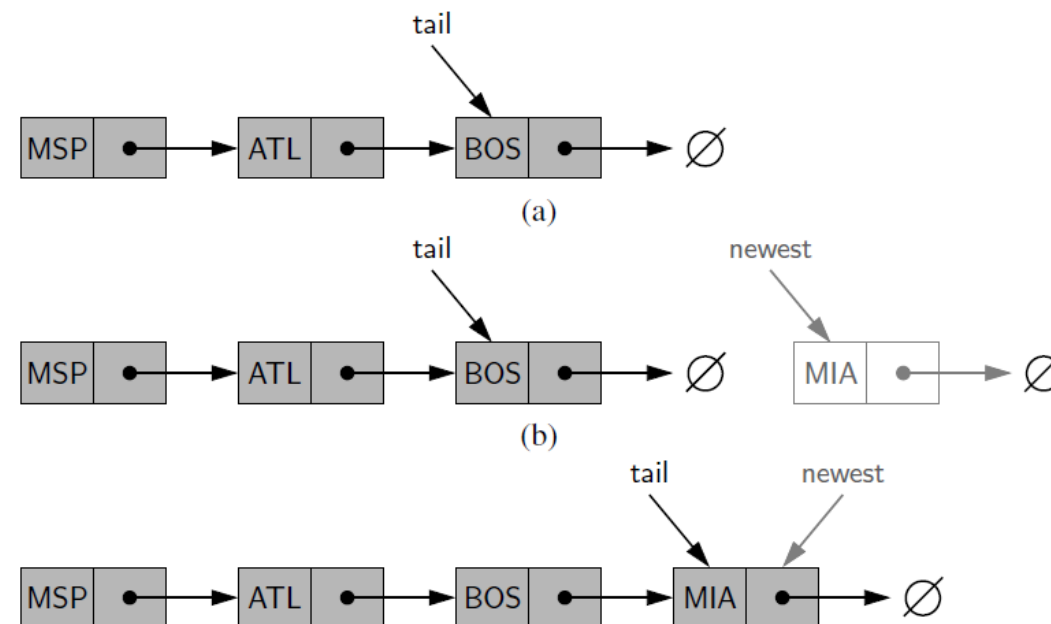 tail
MSP ATL BOS ∅
(a)
tail newest
MSP ATL BOS ∅ MIA ∅
(b)
tail newest
MSP ATL BOS MIA ∅